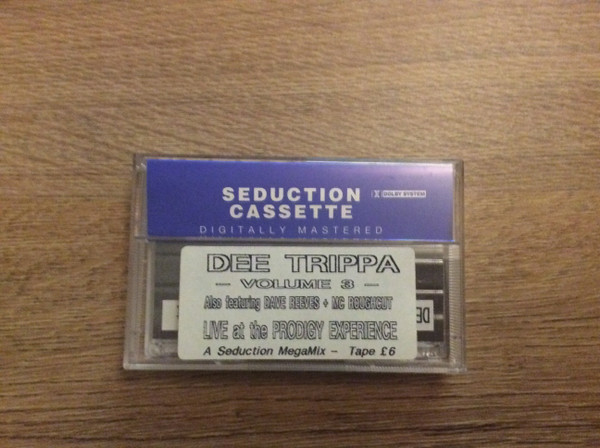 SEDUCTION
CASSETTE
DOLBY SYSTEM
DIGITALLY MASTERED
DEE TRIPPA
— VOLUME 3 —
Also featuring DAVE REEVES + MC ROUGHCUT
LIVE at the PRODIGY EXPERIENCE
A Seduction MegaMix – Tape £6